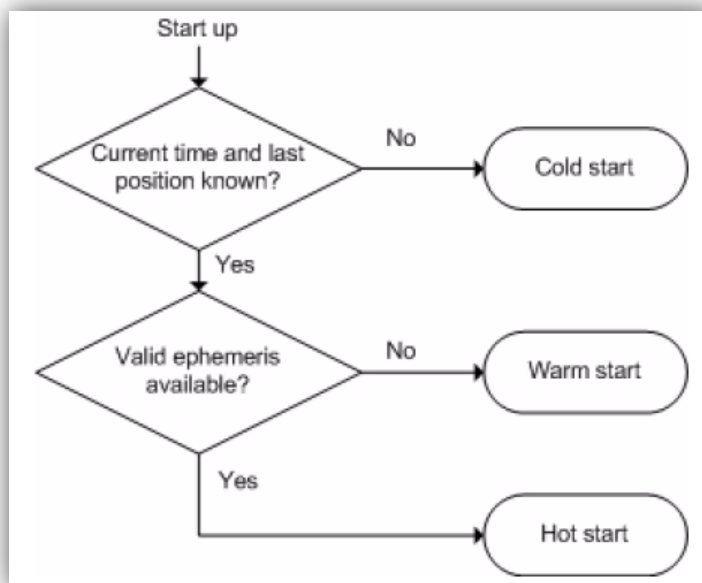 Start up
Current time and last
position known?
No
Cold start
Yes
Valid ephemeris
available?
No
Warm start
Yes
Hot start